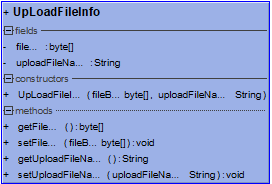 + UpLoadFileInfo
fields
- file... : byte[]
- uploadFileNa... : String
constructors
+ UpLoadFileI... (fileB... byte[], uploadFileNa... String)
methods
+ getFile... () : byte[]
+ setFile... (fileB... byte[]) : void
+ getUploadFileNa... () : String
+ setUploadFileNa... (uploadFileNa... String) : void